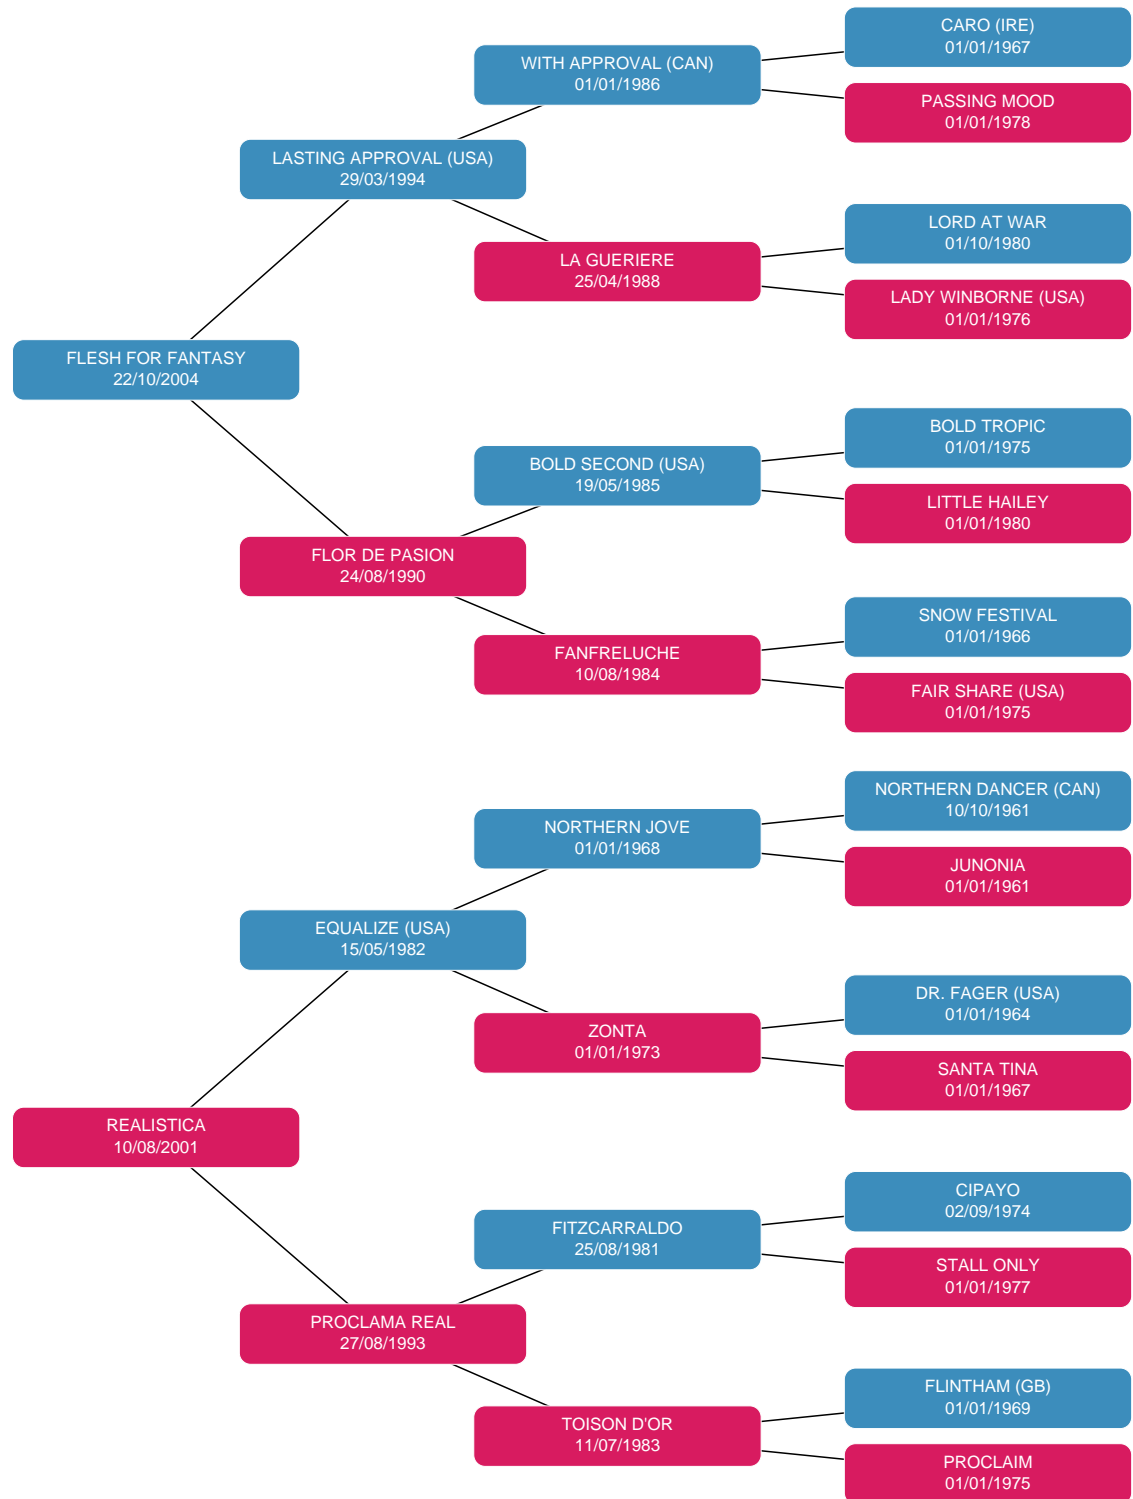 CARO (IRE)
01/01/1967
WITH APPROVAL (CAN)
01/01/1986
PASSING MOOD
01/01/1978
LASTING APPROVAL (USA)
29/03/1994
LORD AT WAR
01/10/1980
LA GUERIERE
25/04/1988
LADY WINBORNE (USA)
01/01/1976
FLESH FOR FANTASY
22/10/2004
BOLD TROPIC
01/01/1975
BOLD SECOND (USA)
19/05/1985
LITTLE HAILEY
01/01/1980
FLOR DE PASION
24/08/1990
SNOW FESTIVAL
01/01/1966
FANFRELUCHE
10/08/1984
FAIR SHARE (USA)
01/01/1975
NORTHERN DANCER (CAN)
10/10/1961
NORTHERN JOVE
01/01/1968
JUNONIA
01/01/1961
EQUALIZE (USA)
15/05/1982
DR. FAGER (USA)
01/01/1964
ZONTA
01/01/1973
SANTA TINA
01/01/1967
REALISTICA
10/08/2001
CIPAYO
02/09/1974
FITZCARRALDO
25/08/1981
STALL ONLY
01/01/1977
PROCLAMA REAL
27/08/1993
FLINTHAM (GB)
01/01/1969
TOISON D'OR
11/07/1983
PROCLAIM
01/01/1975